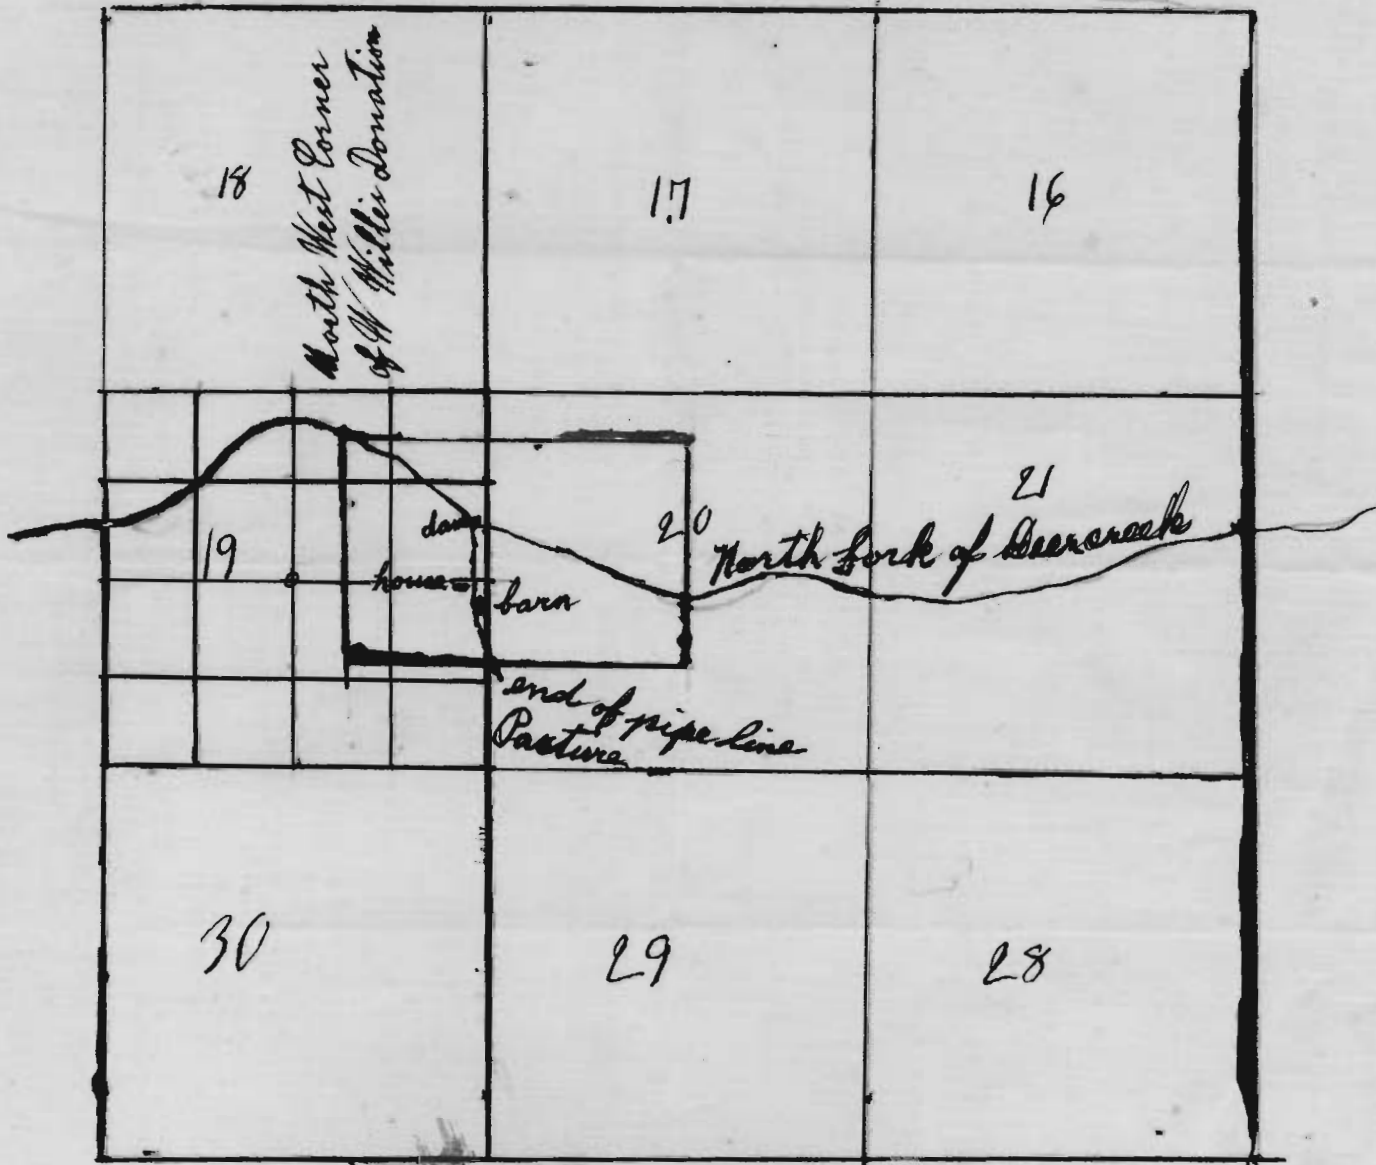 North West Corner
of W Willis Donation
18
17
16
19
20
21
dam
house
barn
North Fork of Deercreek
end of pipe line
Pasture
30
29
28